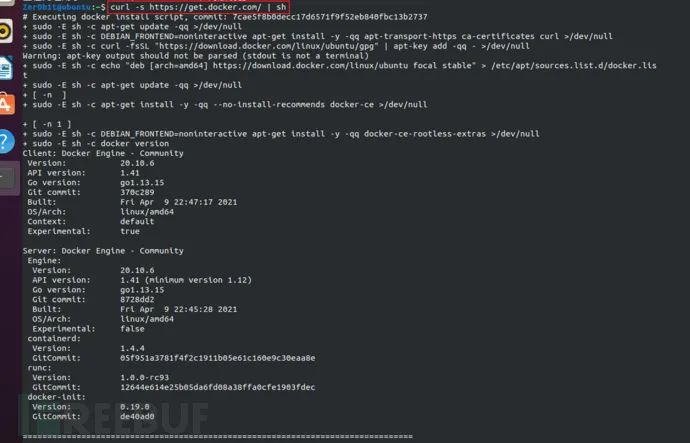 Zer0b1t@ubuntu:~$ curl -s https://get.docker.com/ | sh
# Executing docker install script, commit: 7cae5f8b0decc17d6571f9f52eb840fbc13b2737
+ sudo -E sh -c apt-get update -qq >/dev/null
+ sudo -E sh -c DEBIAN_FRONTEND=noninteractive apt-get install -y -qq apt-transport-https ca-certificates curl >/dev/null
+ sudo -E sh -c curl -fsSL "https://download.docker.com/linux/ubuntu/gpg" | apt-key add -qq - >/dev/null
Warning: apt-key output should not be parsed (stdout is not a terminal)
+ sudo -E sh -c echo "deb [arch=amd64] https://download.docker.com/linux/ubuntu focal stable" > /etc/apt/sources.list.d/docker.lis
t
+ sudo -E sh -c apt-get update -qq >/dev/null
+ [ -n  ]
+ sudo -E sh -c apt-get install -y -qq --no-install-recommends docker-ce >/dev/null
+ [ -n 1 ]
+ sudo -E sh -c DEBIAN_FRONTEND=noninteractive apt-get install -y -qq docker-ce-rootless-extras >/dev/null
+ sudo -E sh -c docker version
Client: Docker Engine - Community
Version: 20.10.6
API version: 1.41
Go version: go1.13.15
Git commit: 370c289
Built: Fri Apr  9 22:47:17 2021
OS/Arch: linux/amd64
Context: default
Experimental: true
Server: Docker Engine - Community
Engine:
Version: 20.10.6
API version: 1.41 (minimum version 1.12)
Go version: go1.13.15
Git commit: 8728dd2
Built: Fri Apr  9 22:45:28 2021
OS/Arch: linux/amd64
Experimental: false
containerd:
Version: 1.4.4
GitCommit: 05f951a3781f4f2c1911b05e61c160e9c30eaa8e
runc:
Version: 1.0.0-rc93
GitCommit: 12644e614e25b05da6fd08a38ffa0cfe1903fdec
docker-init:
Version: 0.19.0
GitCommit: de40ad0
FREEBUF
================================================================================